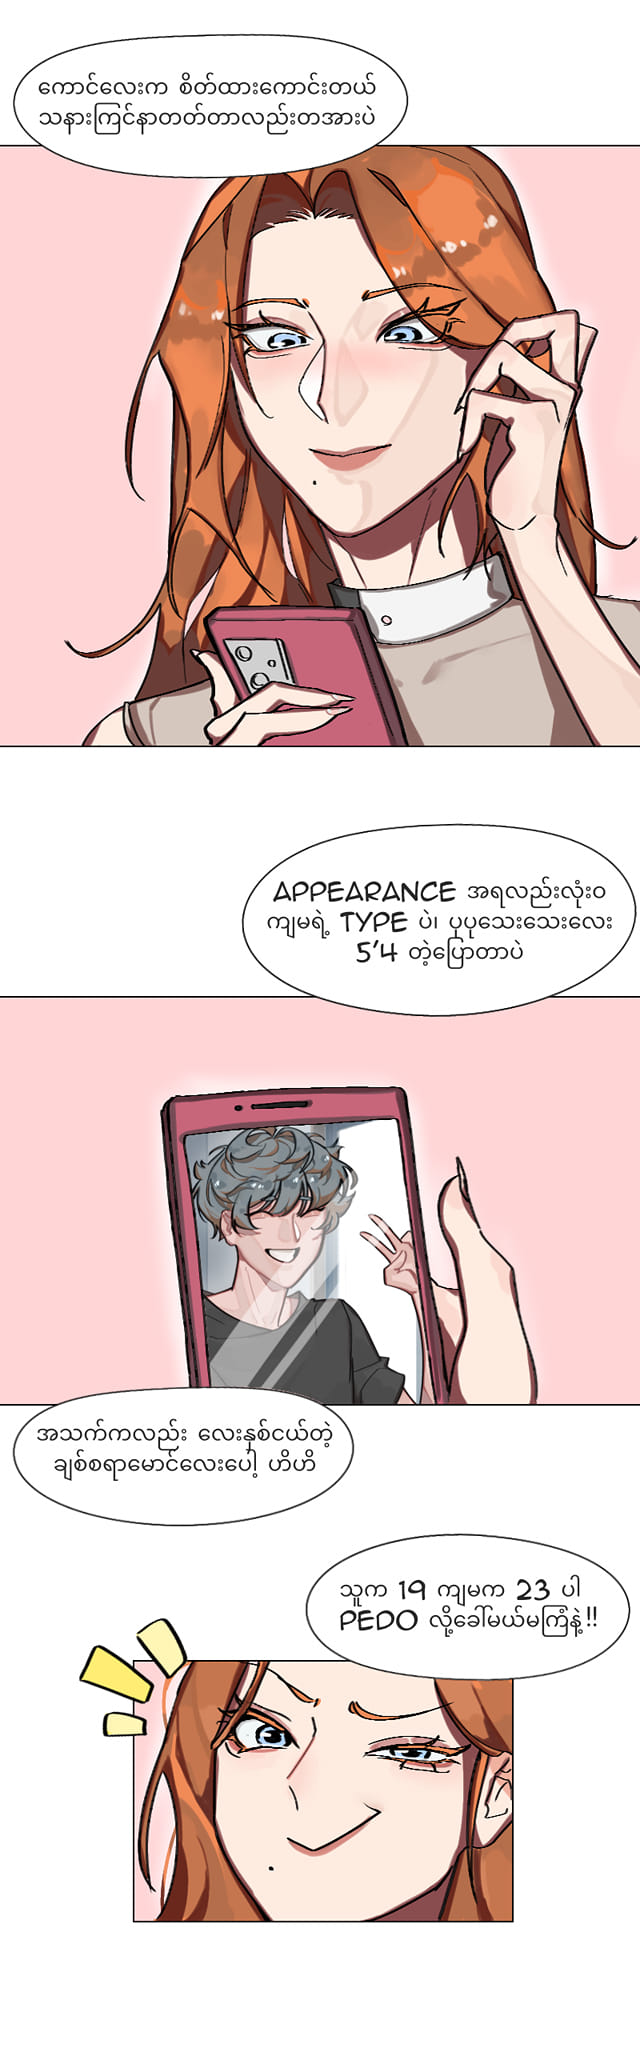 ကောင်လေးက စိတ်ထားကောင်းတယ်
သနားကြင်နာတတ်တာလည်းတအားပဲ
APPEARANCE အရလည်းလုံးဝ
ကျမရဲ့ TYPE ပဲ၊ ပုပုသေးသေးလေး
5'4 တဲ့ပြောတာပဲ
အသက်ကလည်း လေးနှစ်ငယ်တဲ့
ချစ်စရာမောင်လေးပေါ့ ဟိဟိ
သူက 19 ကျမက 23 ပါ
PEDO လို့ခေါ်မယ်မကြံနဲ့!!